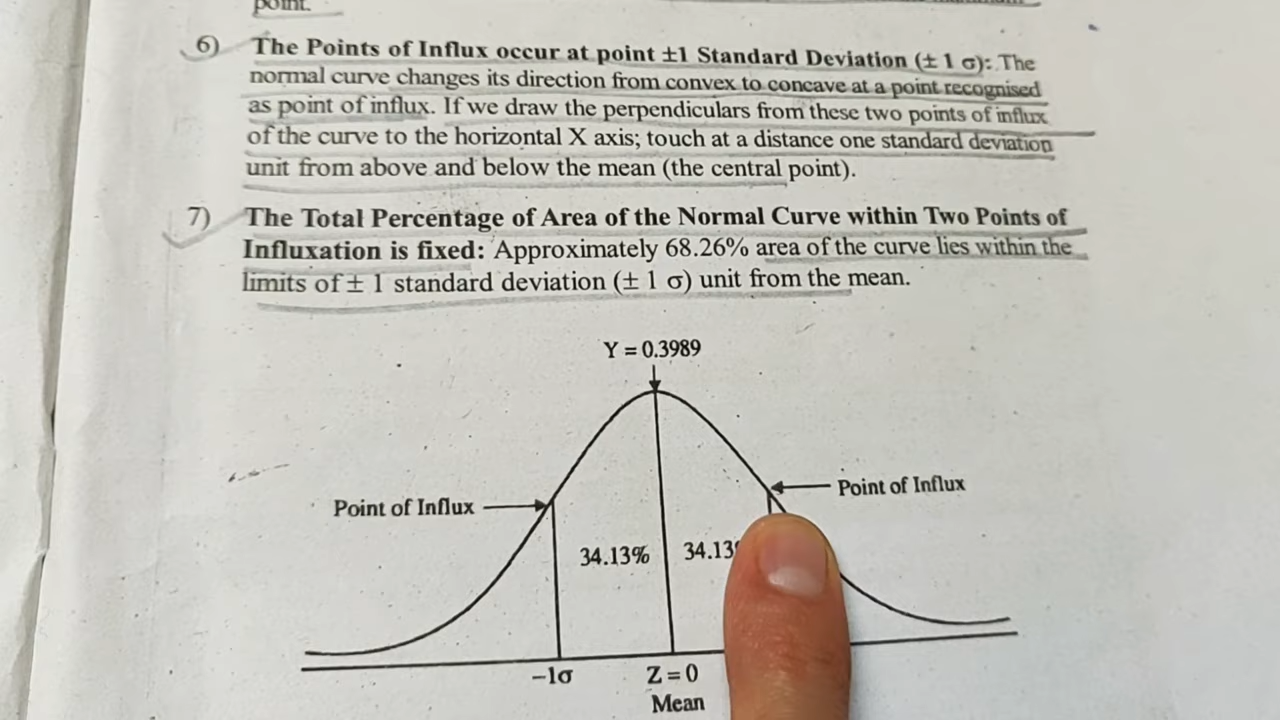 point.
6) The Points of Influx occur at point ±1 Standard Deviation (± 1 σ): The
normal curve changes its direction from convex to concave at a point recognised
as point of influx. If we draw the perpendiculars from these two points of influx
of the curve to the horizontal X axis; touch at a distance one standard deviation
unit from above and below the mean (the central point).
7) The Total Percentage of Area of the Normal Curve within Two Points of
Influxation is fixed: Approximately 68.26% area of the curve lies within the
limits of ± 1 standard deviation (± 1 σ) unit from the mean.
Y = 0.3989
Point of Influx
Point of Influx
34.13%
34.13
−1σ
Z = 0
Mean